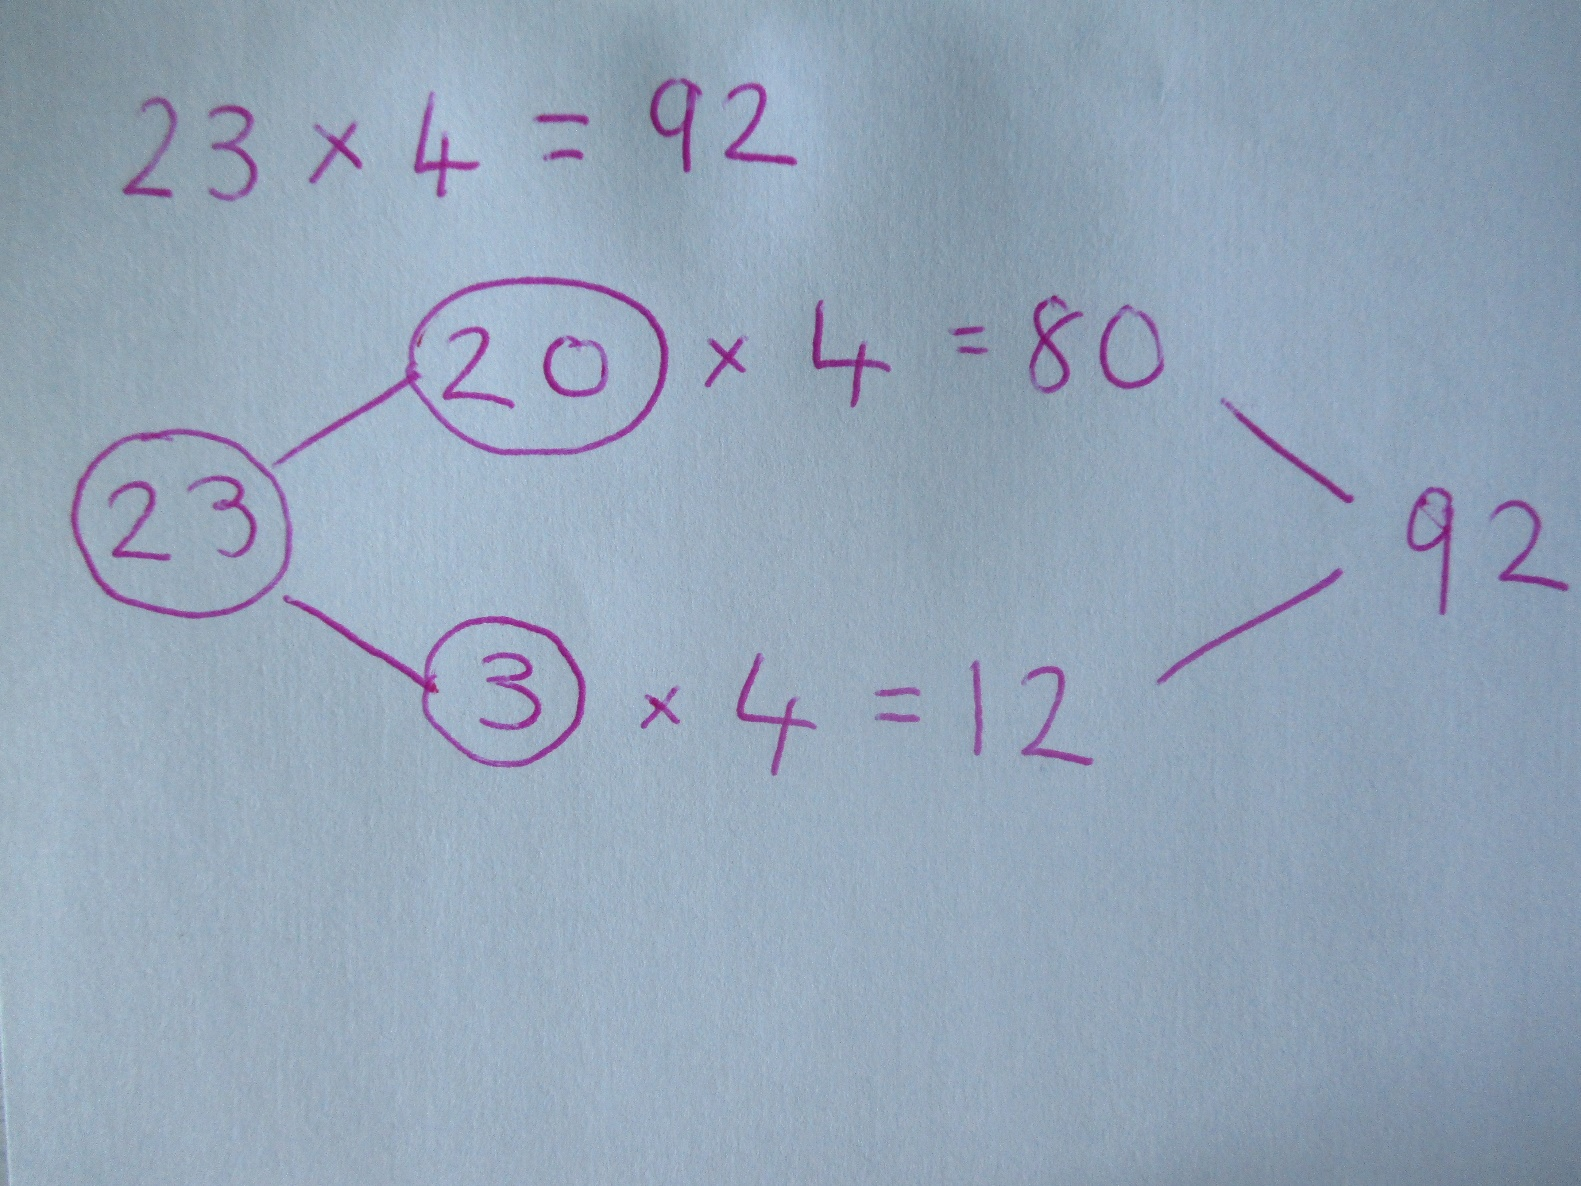 23 × 4 = 92
20 × 4 = 80
23
92
3 × 4 = 12